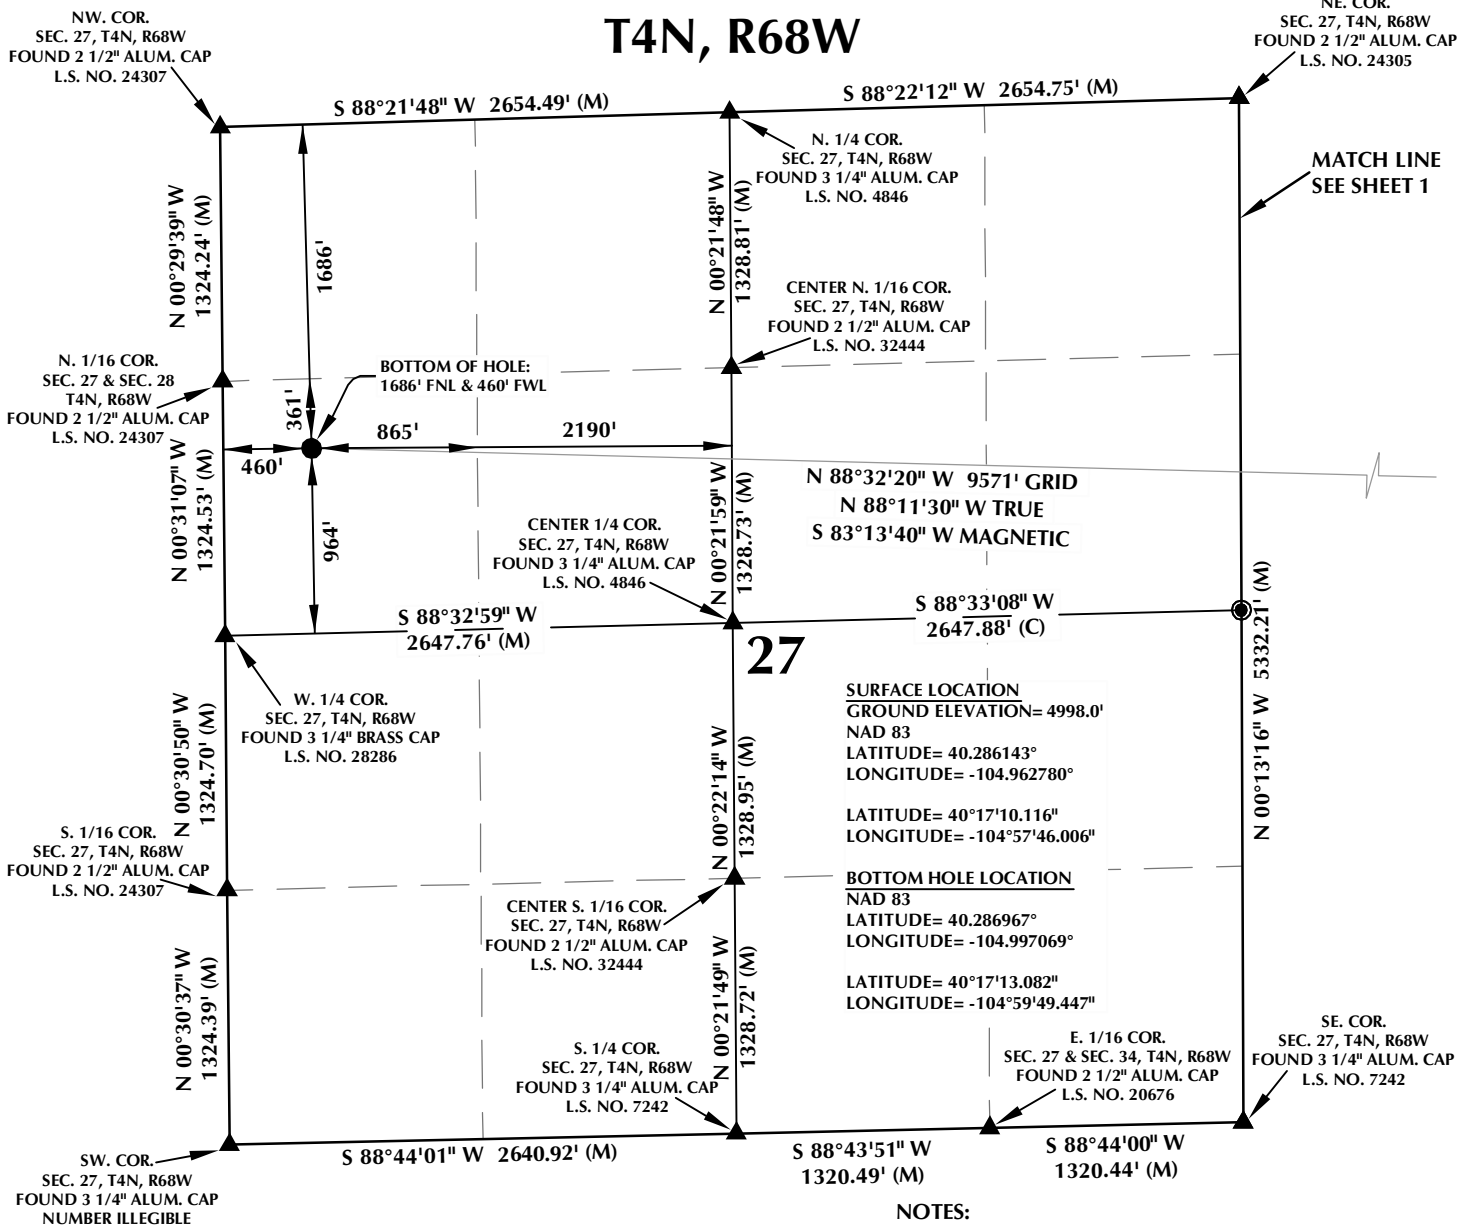 T4N, R68W
NW. COR.
SEC. 27, T4N, R68W
FOUND 2 1/2" ALUM. CAP
L.S. NO. 24307
NE. COR.
SEC. 27, T4N, R68W
FOUND 2 1/2" ALUM. CAP
L.S. NO. 24305
S 88°21'48" W 2654.49' (M)
S 88°22'12" W 2654.75' (M)
N. 1/4 COR.
SEC. 27, T4N, R68W
FOUND 3 1/4" ALUM. CAP
L.S. NO. 4846
MATCH LINE
SEE SHEET 1
N 00°29'39" W
1324.24' (M)
1686'
N 00°21'48" W
1328.81' (M)
CENTER N. 1/16 COR.
SEC. 27, T4N, R68W
FOUND 2 1/2" ALUM. CAP
L.S. NO. 32444
N. 1/16 COR.
SEC. 27 & SEC. 28
T4N, R68W
FOUND 2 1/2" ALUM. CAP
L.S. NO. 24307
BOTTOM OF HOLE:
1686' FNL & 460' FWL
361'
865'
2190'
460'
N 88°32'20" W 9571' GRID
N 88°11'30" W TRUE
S 83°13'40" W MAGNETIC
N 00°31'07" W
1324.53' (M)
964'
CENTER 1/4 COR.
SEC. 27, T4N, R68W
FOUND 3 1/4" ALUM. CAP
L.S. NO. 4846
N 00°21'59" W
1328.73' (M)
S 88°32'59" W
2647.76' (M)
S 88°33'08" W
2647.88' (C)
N 00°13'16" W 5332.21' (M)
27
W. 1/4 COR.
SEC. 27, T4N, R68W
FOUND 3 1/4" BRASS CAP
L.S. NO. 28286
SURFACE LOCATION
GROUND ELEVATION= 4998.0'
NAD 83
LATITUDE= 40.286143°
LONGITUDE= -104.962780°
LATITUDE= 40°17'10.116"
LONGITUDE= -104°57'46.006"
BOTTOM HOLE LOCATION
NAD 83
LATITUDE= 40.286967°
LONGITUDE= -104.997069°
LATITUDE= 40°17'13.082"
LONGITUDE= -104°59'49.447"
N 00°30'50" W
1324.70' (M)
N 00°22'14" W
1328.95' (M)
S. 1/16 COR.
SEC. 27, T4N, R68W
FOUND 2 1/2" ALUM. CAP
L.S. NO. 24307
CENTER S. 1/16 COR.
SEC. 27, T4N, R68W
FOUND 2 1/2" ALUM. CAP
L.S. NO. 32444
N 00°30'37" W
1324.39' (M)
N 00°21'49" W
1328.72' (M)
S. 1/4 COR.
SEC. 27, T4N, R68W
FOUND 3 1/4" ALUM. CAP
L.S. NO. 7242
E. 1/16 COR.
SEC. 27 & SEC. 34, T4N, R68W
FOUND 2 1/2" ALUM. CAP
L.S. NO. 20676
SE. COR.
SEC. 27, T4N, R68W
FOUND 3 1/4" ALUM. CAP
L.S. NO. 7242
SW. COR.
SEC. 27, T4N, R68W
FOUND 3 1/4" ALUM. CAP
NUMBER ILLEGIBLE
S 88°44'01" W 2640.92' (M)
S 88°43'51" W
1320.49' (M)
S 88°44'00" W
1320.44' (M)
NOTES: